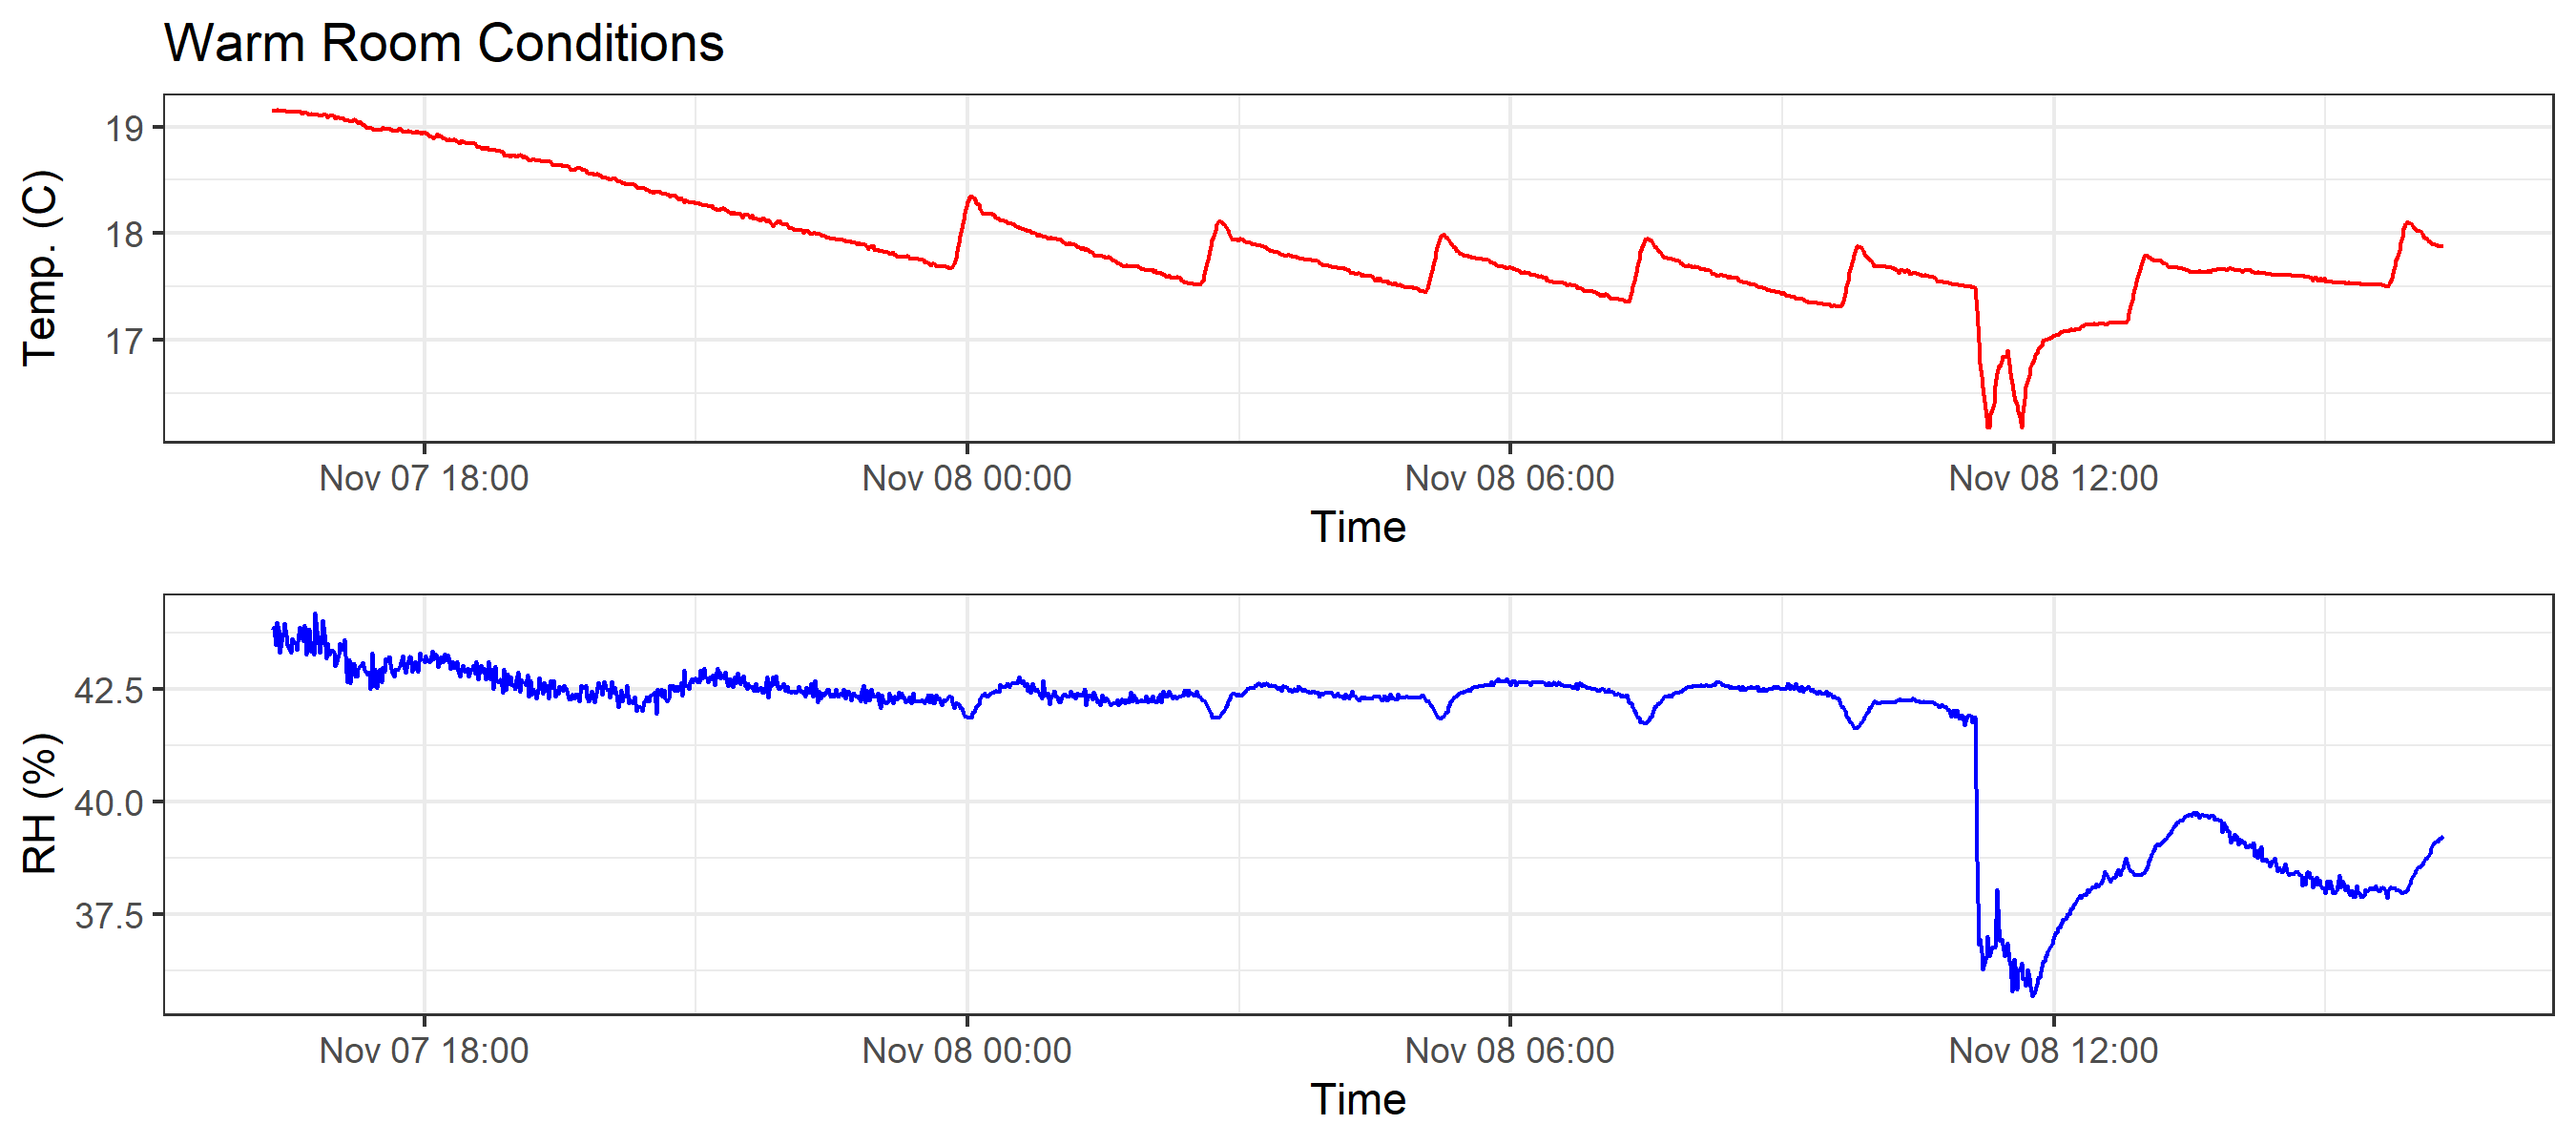 Warm Room Conditions
Temp. (C)
19
18
17
Nov 07 18:00 Nov 08 00:00 Nov 08 06:00 Nov 08 12:00
Time
RH (%)
42.5
40.0
37.5
Nov 07 18:00 Nov 08 00:00 Nov 08 06:00 Nov 08 12:00
Time